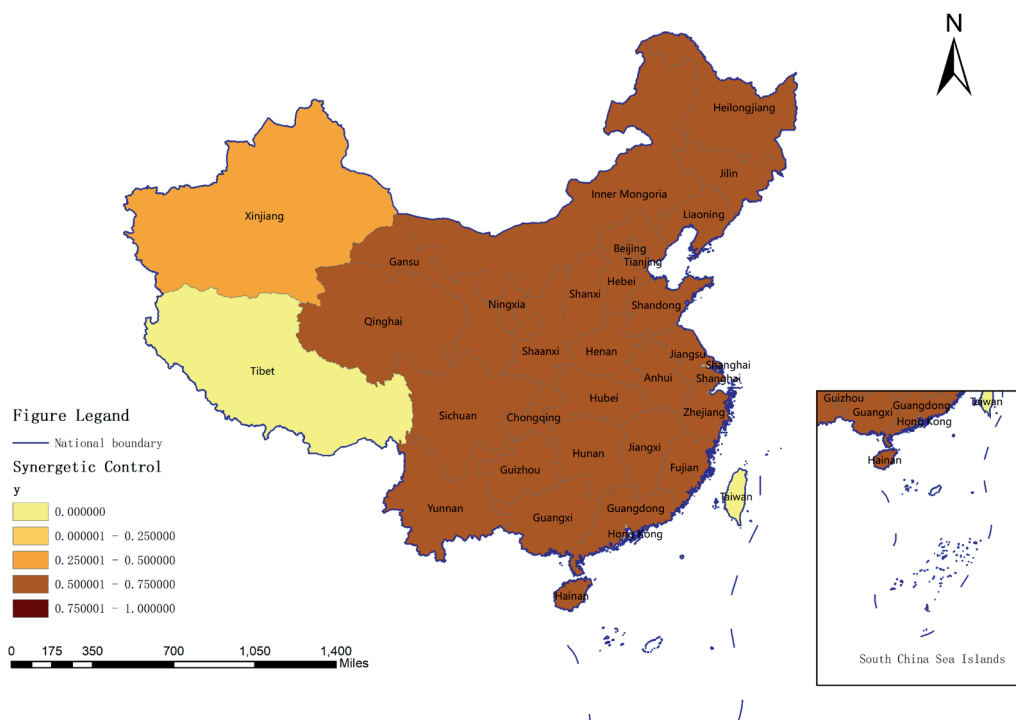 N
Heilongjiang
Jilin
Inner Mongoria
Liaoning
Xinjiang
Beijing
Tianjing
Gansu
Hebei
Shanxi
Ningxia
Shandong
Qinghai
Shaanxi
Henan
Jiangsu
Shanghai
Tibet
Anhui
Shanghai
Hubei
Sichuan
Chongqing
Zhejiang
Jiangxi
Hunan
Guizhou
Fujian
Taiwan
Yunnan
Guangxi
Guangdong
Hong Kong
Hainan
Figure Legand
National boundary
Synergetic Control
y
0.000000
0.000001 - 0.250000
0.250001 - 0.500000
0.500001 - 0.750000
0.750001 - 1.000000
0 175 350 700 1,050 1,400
Miles
Guizhou
Guangdong
Taiwan
Guangxi
Hong Kong
Hainan
South China Sea Islands